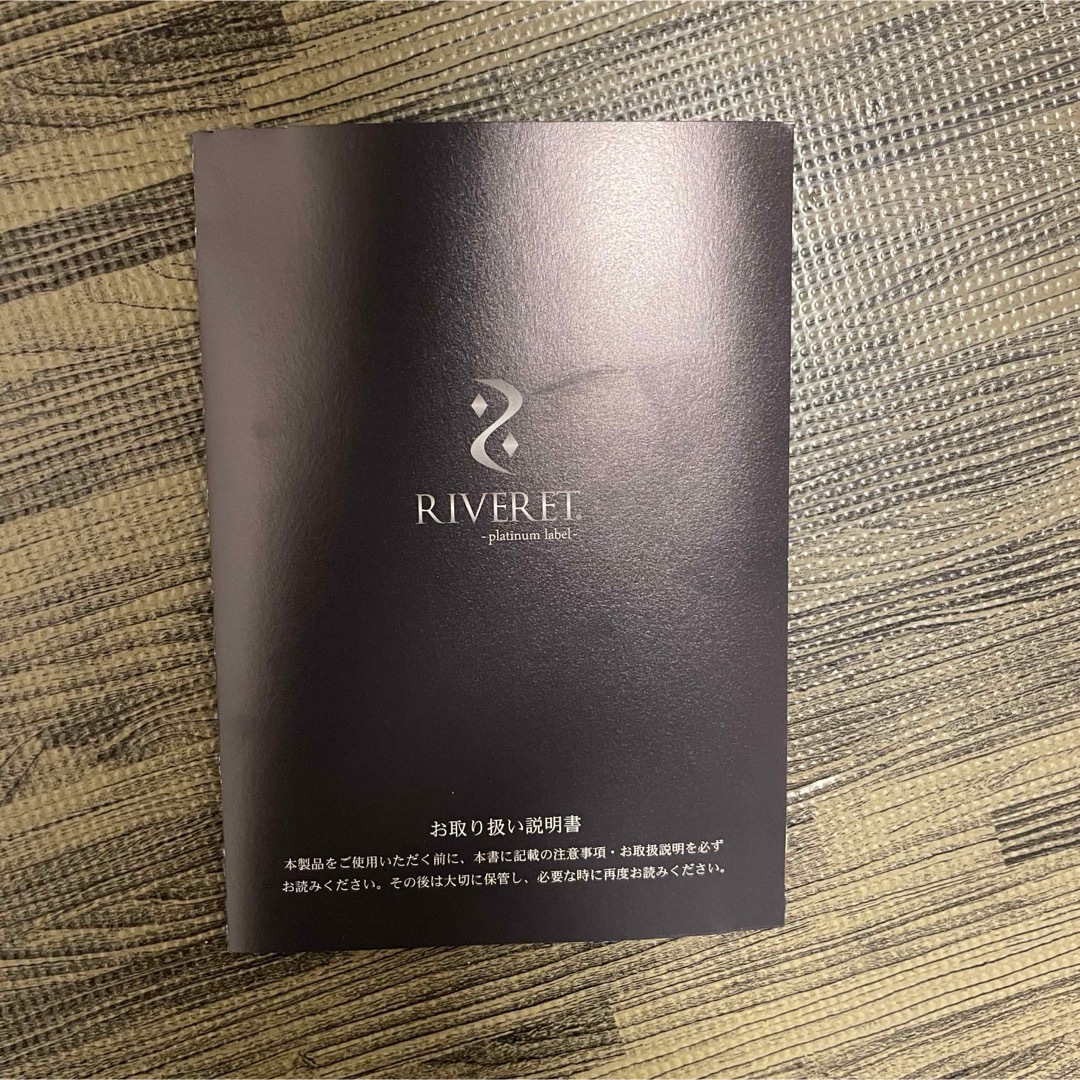 RIVERET®
-platinum label-
お取り扱い説明書
本製品をご使用いただく前に、本書に記載の注意事項・お取扱説明を必ず
お読みください。その後は大切に保管し、必要な時に再度お読みください。